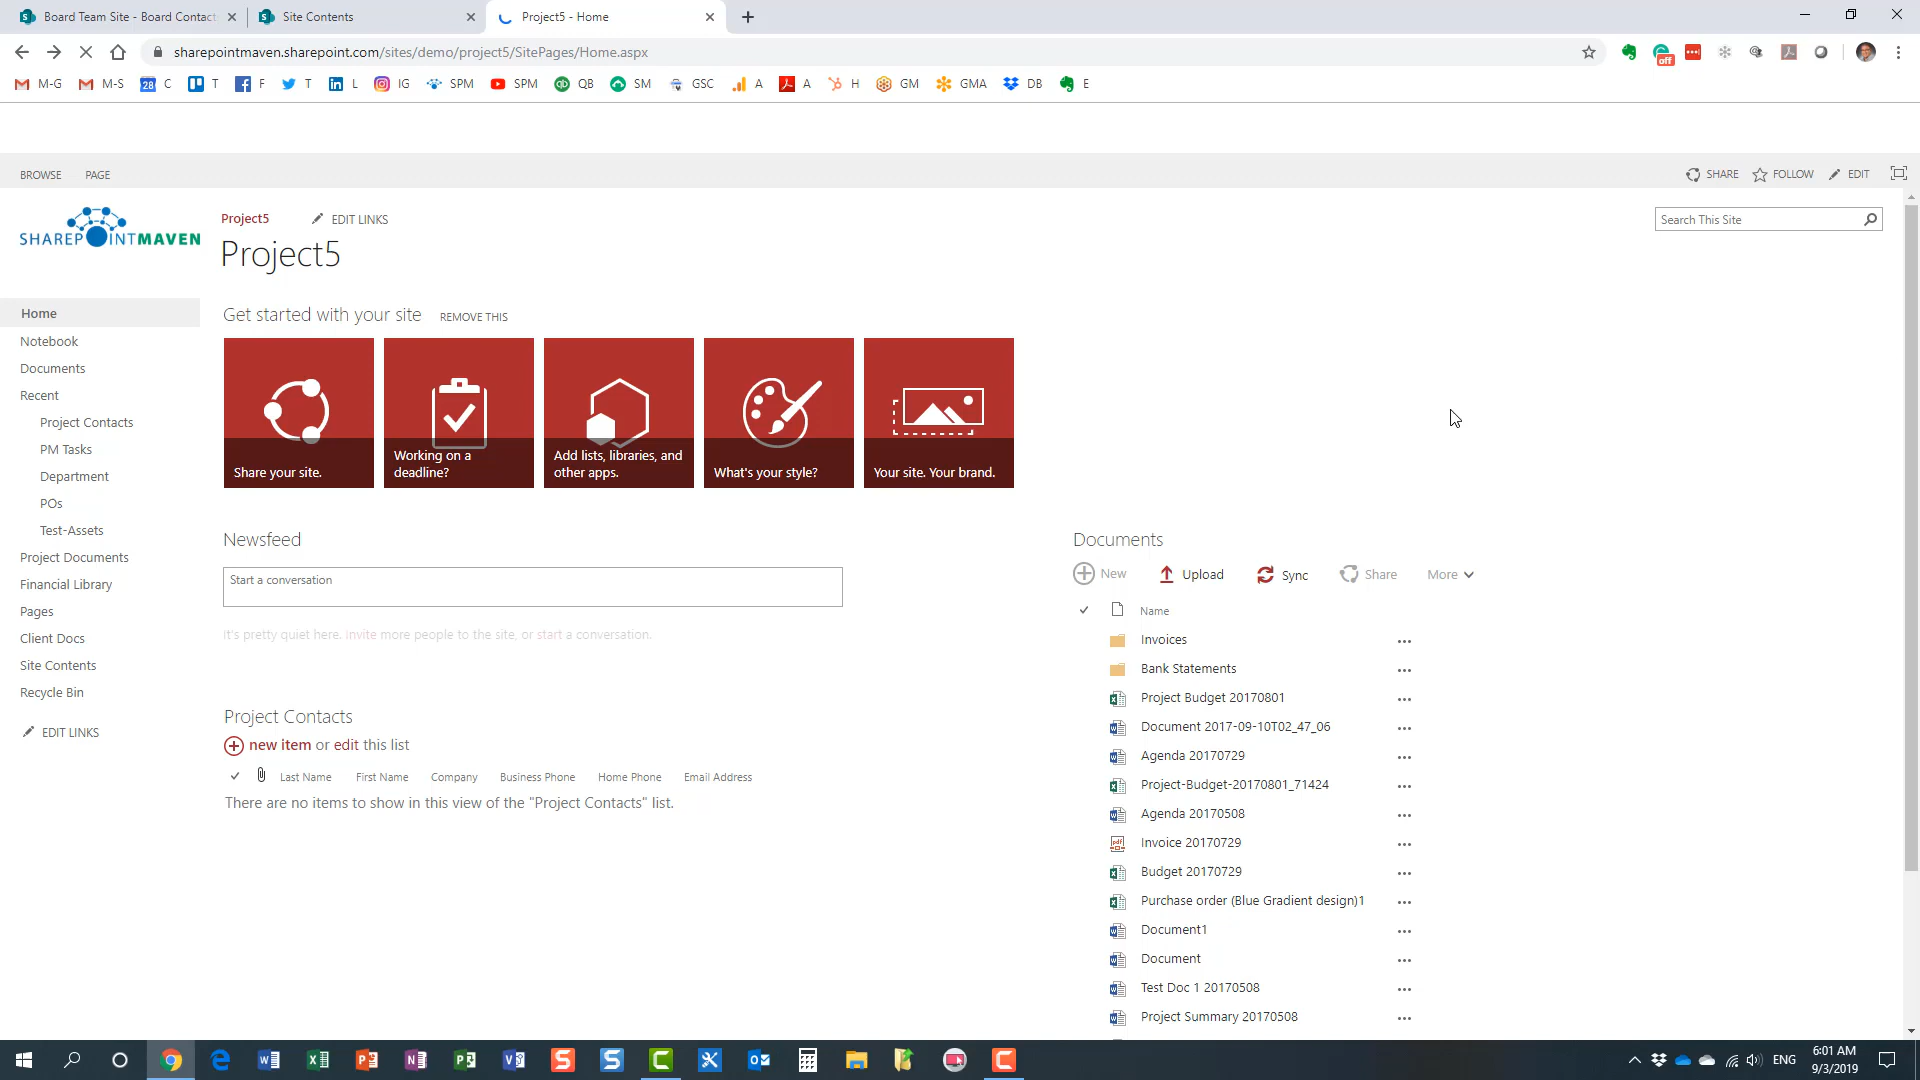 Board Team Site - Board Contact
Site Contents
Project5 - Home
sharepointmaven.sharepoint.com/sites/demo/project5/SitePages/Home.aspx
off
M-G
M-S
28 C
T
F
T
L
IG
SPM
SPM
QB
SM
GSC
A
A
H
GM
GMA
DB
E
BROWSE PAGE
SHARE FOLLOW EDIT
SHAREPOINTMAVEN
Project5
EDIT LINKS
Search This Site
Project5
Home
Notebook
Documents
Recent
Project Contacts
PM Tasks
Department
POs
Test-Assets
Project Documents
Financial Library
Pages
Client Docs
Site Contents
Recycle Bin
EDIT LINKS
Get started with your site REMOVE THIS
Share your site.
Working on a
deadline?
Add lists, libraries, and
other apps.
What's your style?
Your site. Your brand.
Newsfeed
Start a conversation
It's pretty quiet here. Invite more people to the site, or start a conversation.
Project Contacts
new item or edit this list
Last Name First Name Company Business Phone Home Phone Email Address
There are no items to show in this view of the "Project Contacts" list.
Documents
New Upload Sync Share More
Name
Invoices
Bank Statements
Project Budget 20170801
Document 2017-09-10T02_47_06
Agenda 20170729
Project-Budget-20170801_71424
Agenda 20170508
Invoice 20170729
Budget 20170729
Purchase order (Blue Gradient design)1
Document1
Document
Test Doc 1 20170508
Project Summary 20170508
ENG
6:01 AM
9/3/2019